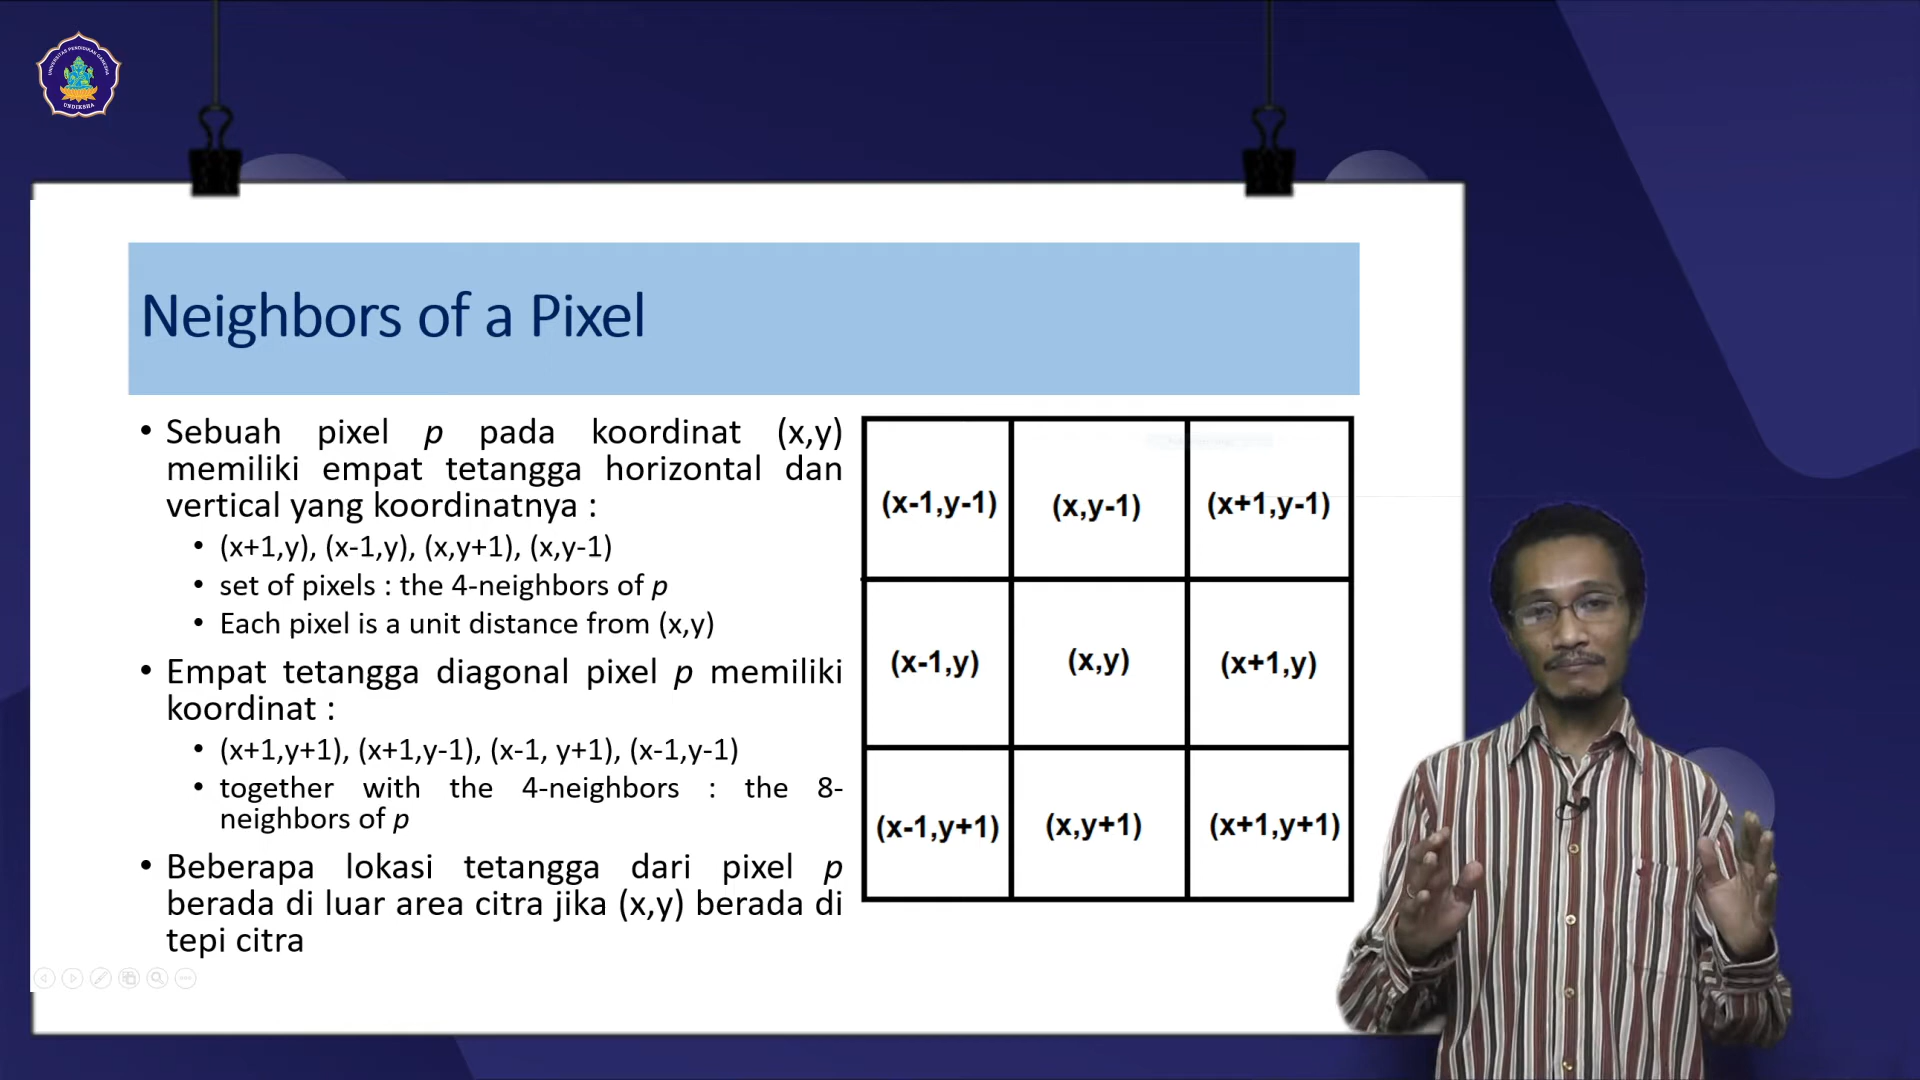 UNIVERSITAS PENDIDIKAN GANESHA
UNDIKSHA
Neighbors of a Pixel
• Sebuah pixel p pada koordinat (x,y)
memiliki empat tetangga horizontal dan
vertical yang koordinatnya :
• (x+1,y), (x-1,y), (x,y+1), (x,y-1)
• set of pixels : the 4-neighbors of p
• Each pixel is a unit distance from (x,y)
• Empat tetangga diagonal pixel p memiliki
koordinat :
• (x+1,y+1), (x+1,y-1), (x-1, y+1), (x-1,y-1)
• together with the 4-neighbors : the 8-
neighbors of p
• Beberapa lokasi tetangga dari pixel p
berada di luar area citra jika (x,y) berada di
tepi citra
(x-1,y-1) (x,y-1) (x+1,y-1)
(x-1,y) (x,y) (x+1,y)
(x-1,y+1) (x,y+1) (x+1,y+1)